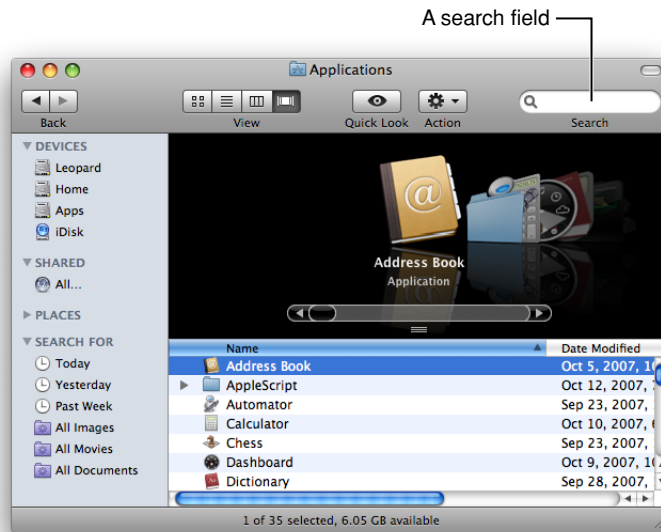 A search field
Applications
Back
View
Quick Look
Action
Search
DEVICES
Leopard
Home
Apps
iDisk
SHARED
All...
PLACES
SEARCH FOR
Today
Yesterday
Past Week
All Images
All Movies
All Documents
@
Address Book
Application
Name Date Modified
Address Book Oct 5, 2007,
AppleScript Oct 12, 2007,
Automator Sep 23, 2007,
Calculator Oct 10, 2007,
Chess Sep 23, 2007,
Dashboard Oct 9, 2007,
Dictionary Sep 28, 2007,
1 of 35 selected, 6.05 GB available